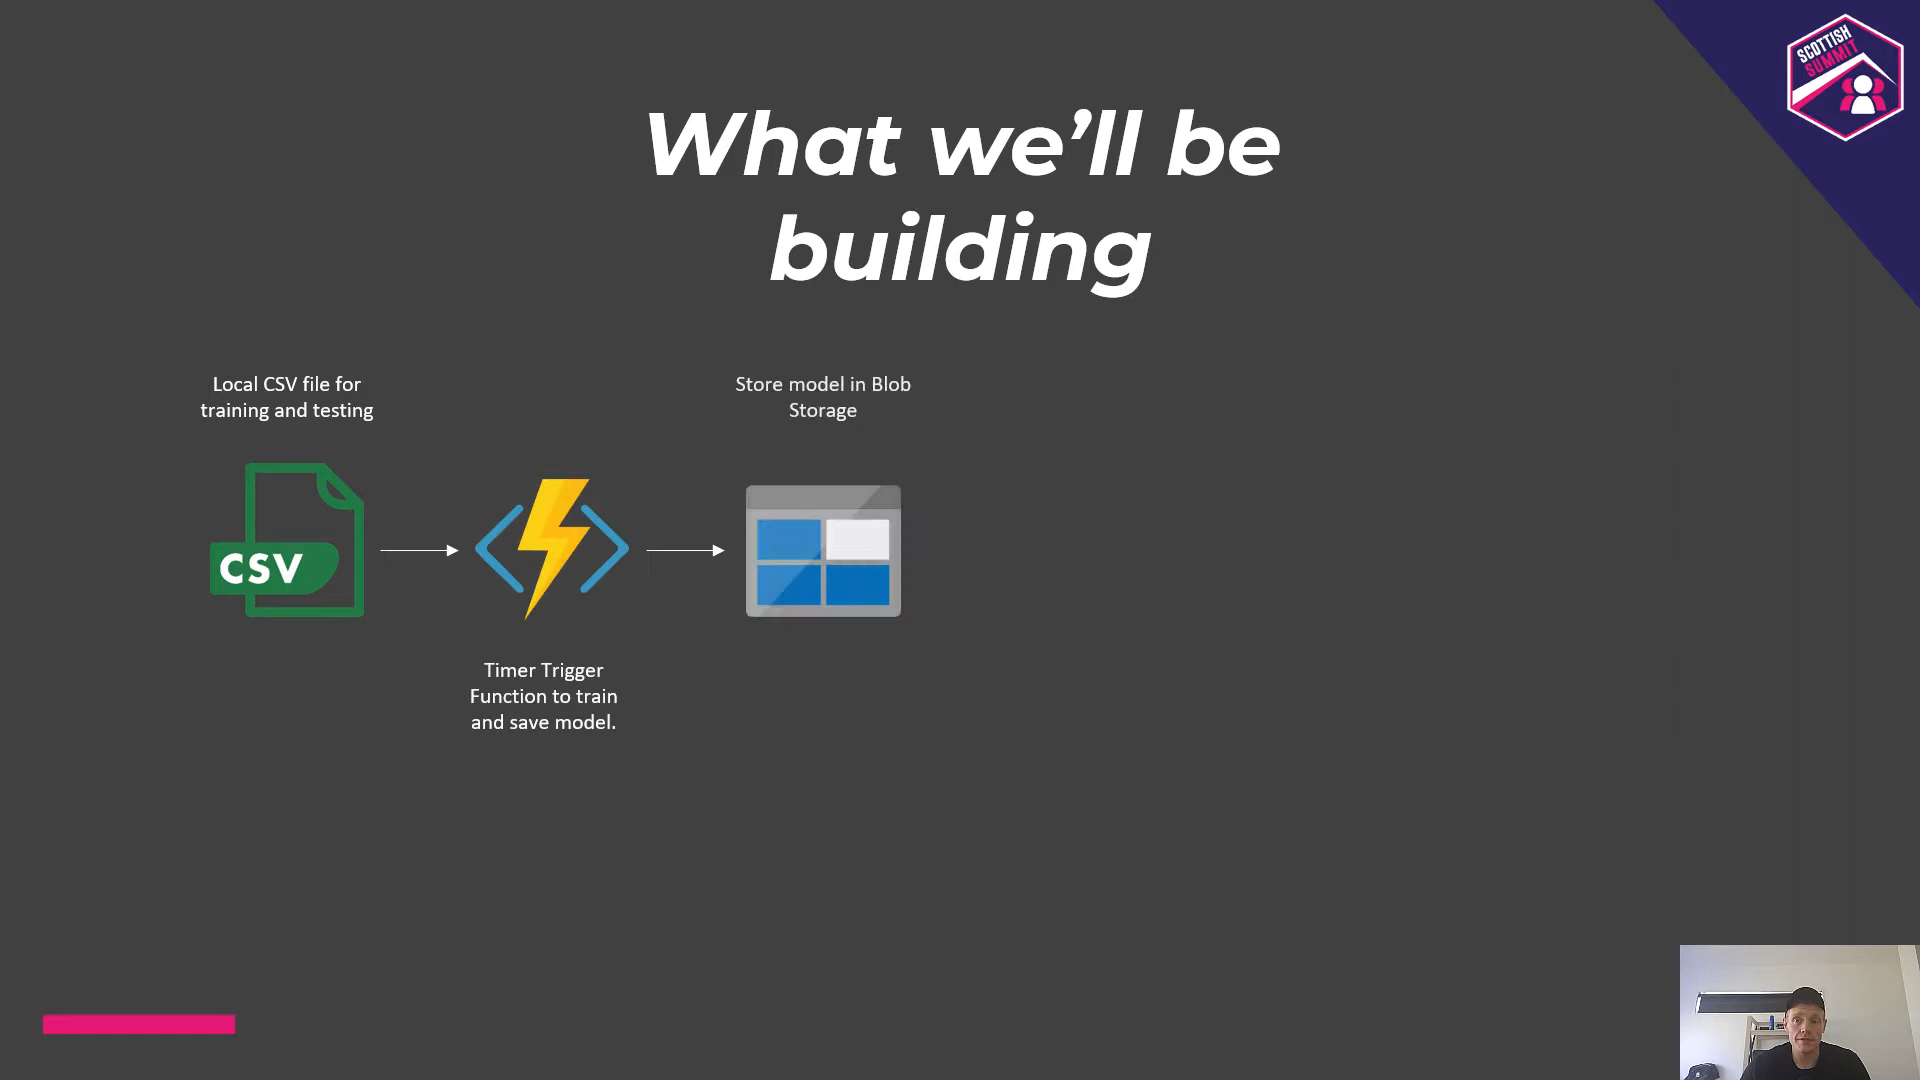 SCOTTISH
SUMMIT
What we’ll be
building
Local CSV file for
training and testing
Store model in Blob
Storage
CSV
Timer Trigger
Function to train
and save model.